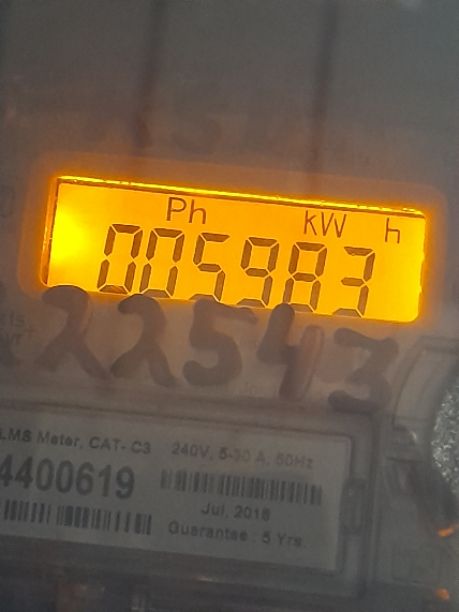 Ph kW h
005983
22543
LMS Meter, CAT- C3 240V, 5-30 A, 50Hz
4400619
Jul, 2018
Guarantee : 5 Yrs.